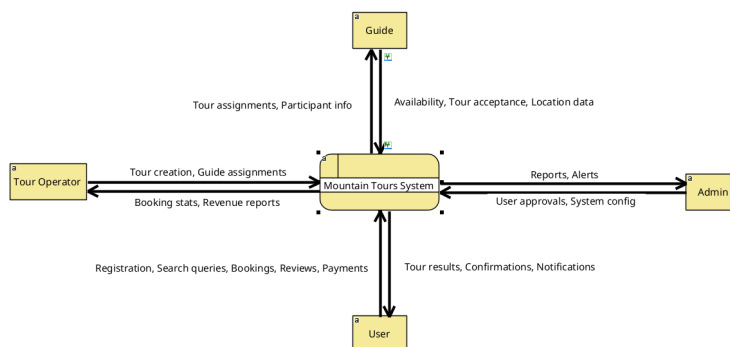 a
Guide
Tour assignments, Participant info
Availability, Tour acceptance, Location data
a
Tour Operator
Tour creation, Guide assignments
Booking stats, Revenue reports
a
Mountain Tours System
Reports, Alerts
User approvals, System config
a
Admin
Registration, Search queries, Bookings, Reviews, Payments
Tour results, Confirmations, Notifications
a
User